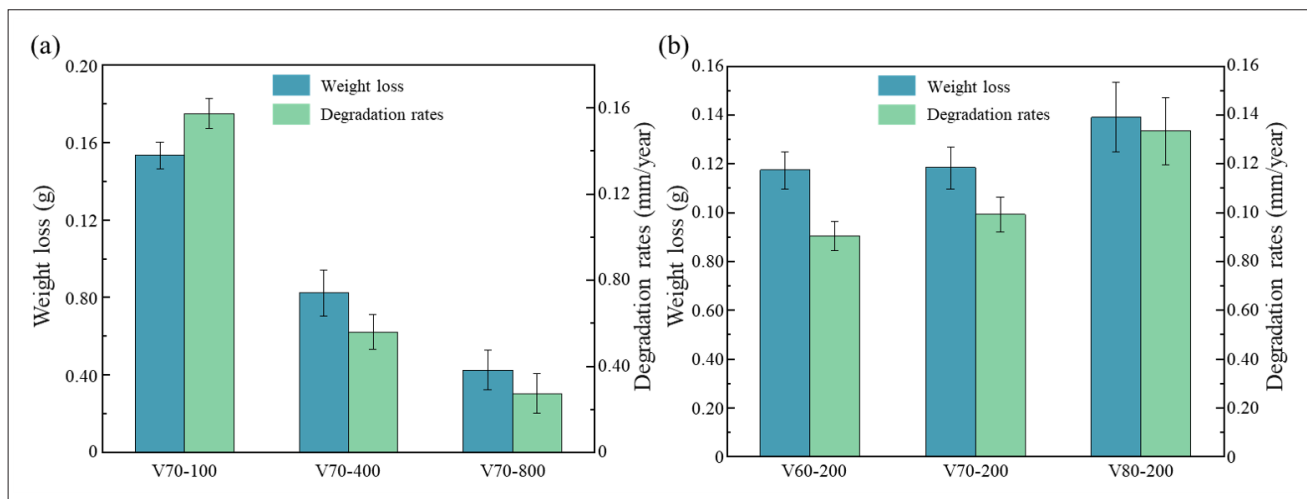 (a)
Weight loss (g)
0.20
0.16
0.12
0.80
0.40
0
Weight loss
Degradation rates
0.16
0.16
0.80
0.40
0
Degradation rates (mm/year)
V70-100
V70-400
V70-800
(b)
Weight loss (g)
0.16
0.14
0.12
0.10
0.80
0.60
0.40
0.20
0
Weight loss
Degradation rates
0.16
0.14
0.12
0.10
0.80
0.60
0.40
0.20
0.00
Degradation rates (mm/year)
V60-200
V70-200
V80-200